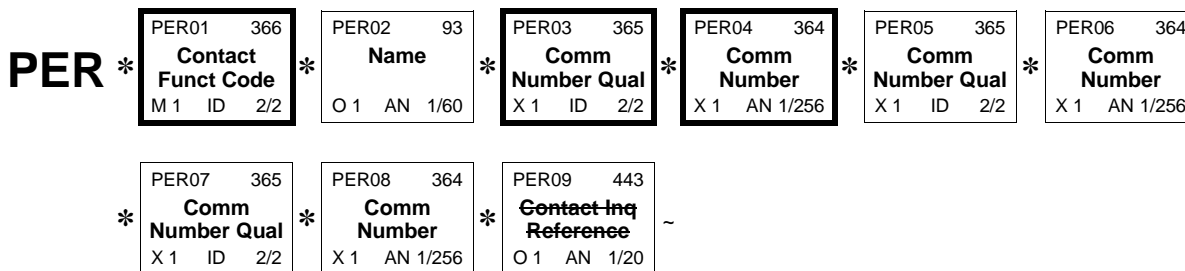 PER01 366 PER02 93 PER03 365 PER04 364 PER05 365 PER06 364
PER * Contact Funct Code * Name * Comm Number Qual * Comm Number * Comm Number Qual * Comm Number
M 1 ID 2/2 O 1 AN 1/60 X 1 ID 2/2 X 1 AN 1/256 X 1 ID 2/2 X 1 AN 1/256
PER07 365 PER08 364 PER09 443
* Comm Number Qual * Comm Number * Contact Inq Reference ~
X 1 ID 2/2 X 1 AN 1/256 O 1 AN 1/20